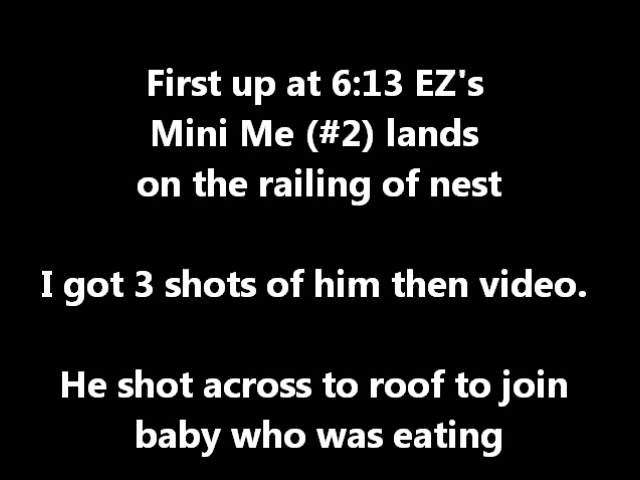 First up at 6:13 EZ's
Mini Me (#2) lands
on the railing of nest
I got 3 shots of him then video.
He shot across to roof to join
baby who was eating